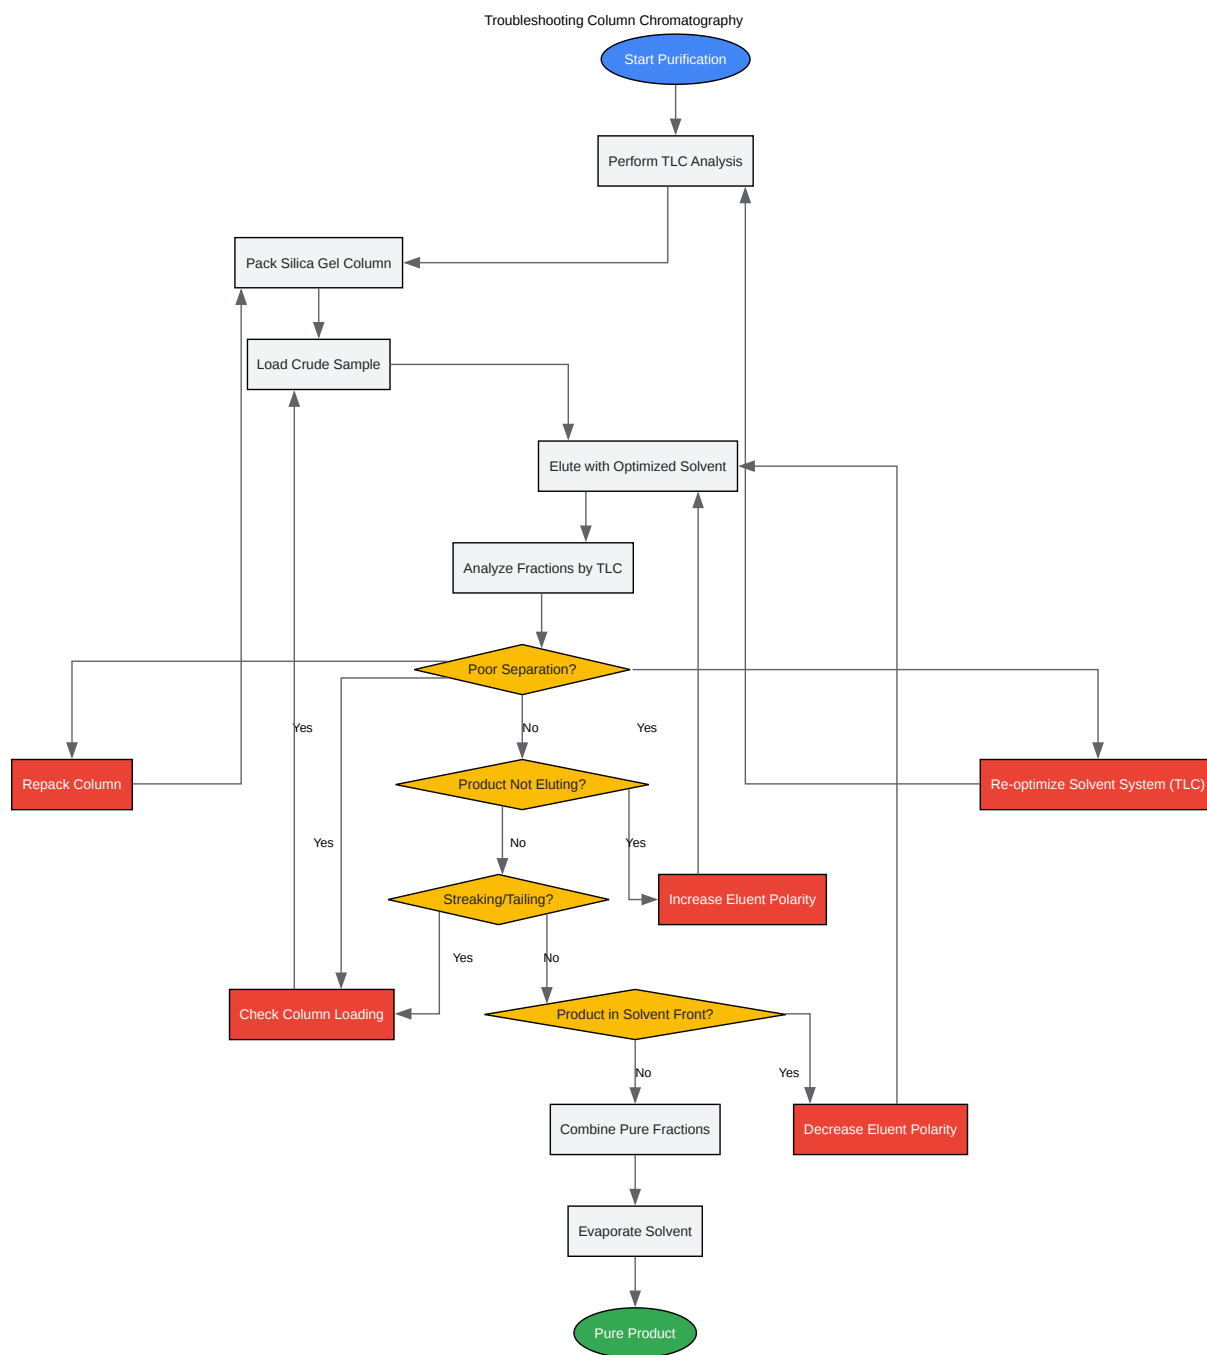 Troubleshooting Column Chromatography
Start Purification
Perform TLC Analysis
Pack Silica Gel Column
Load Crude Sample
Elute with Optimized Solvent
Analyze Fractions by TLC
Poor Separation?
Yes
No
Yes
Repack Column
Product Not Eluting?
Re-optimize Solvent System (TLC)
Yes
No
Yes
Streaking/Tailing?
Increase Eluent Polarity
Yes
No
Check Column Loading
Product in Solvent Front?
No
Yes
Combine Pure Fractions
Decrease Eluent Polarity
Evaporate Solvent
Pure Product